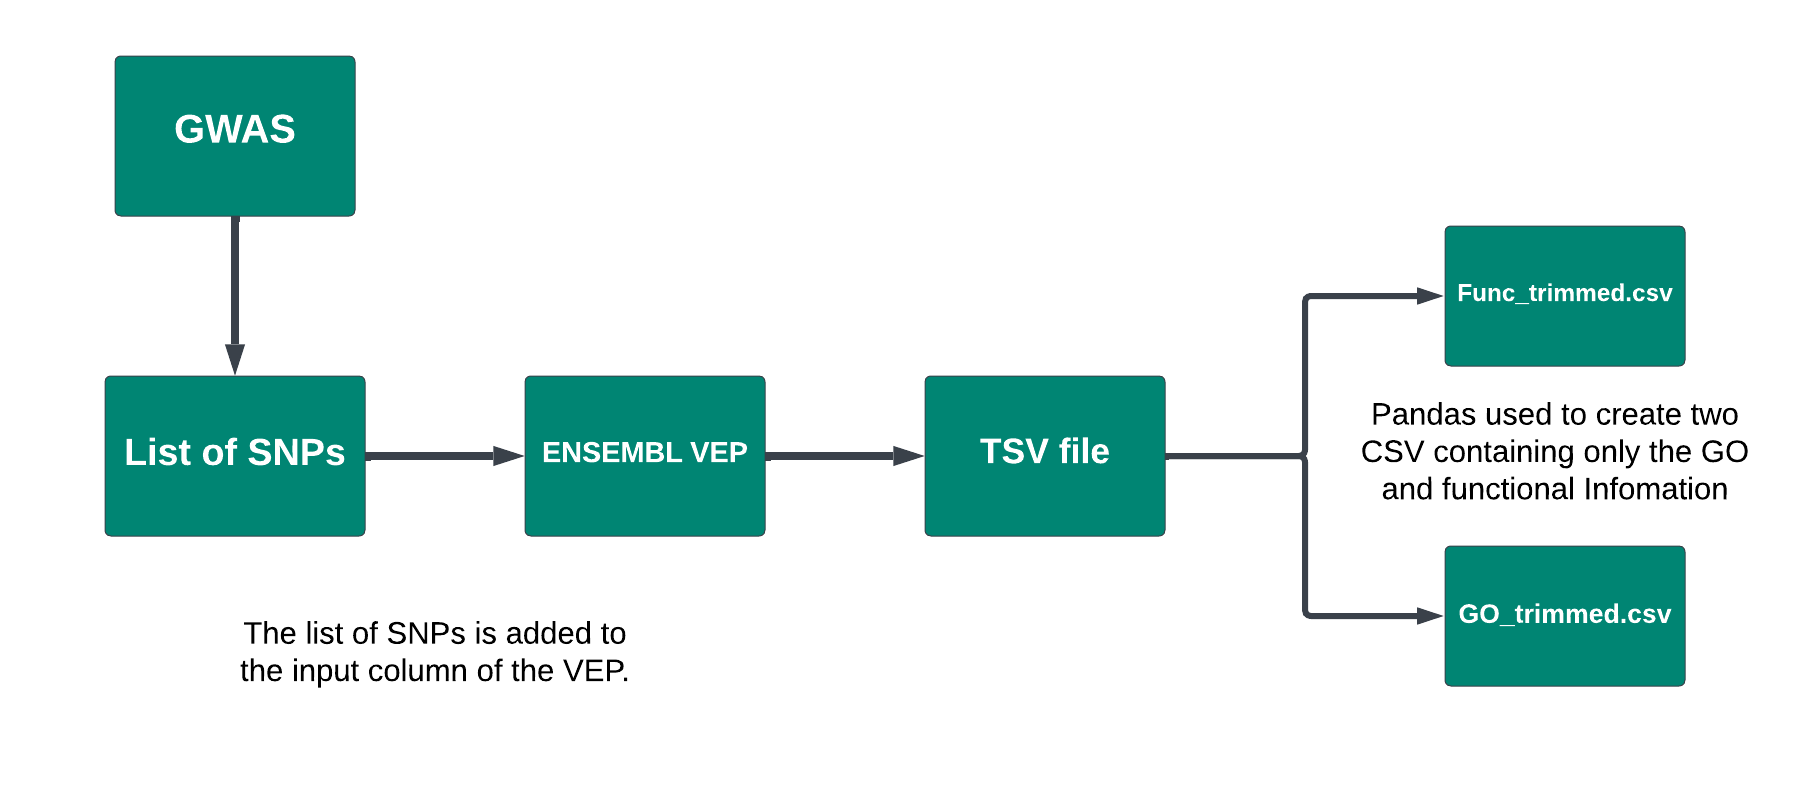 GWAS
List of SNPs
ENSEMBL VEP
TSV file
Func_trimmed.csv
Pandas used to create two
CSV containing only the GO
and functional Infomation
GO_trimmed.csv
The list of SNPs is added to
the input column of the VEP.